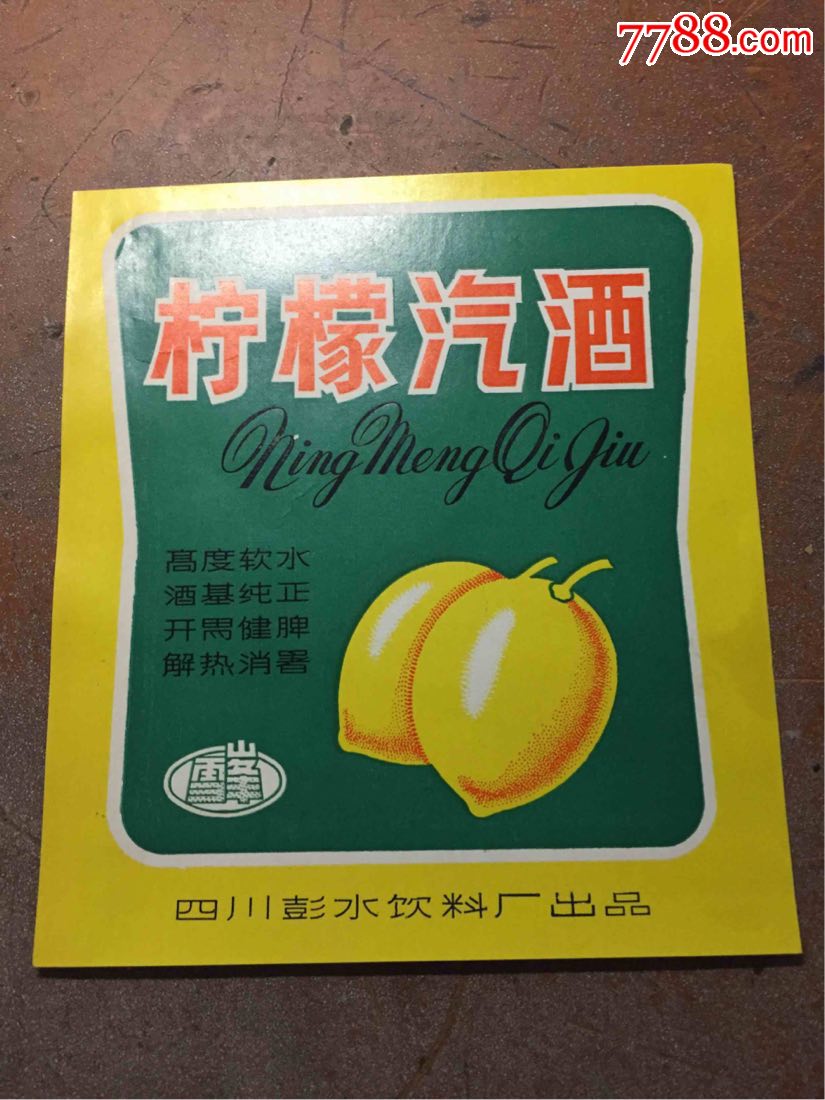 7788.com
柠檬汽酒
Ning Meng Qi Jiu
高度软水
酒基纯正
开胃健脾
解热消暑
四川彭水饮料厂出品